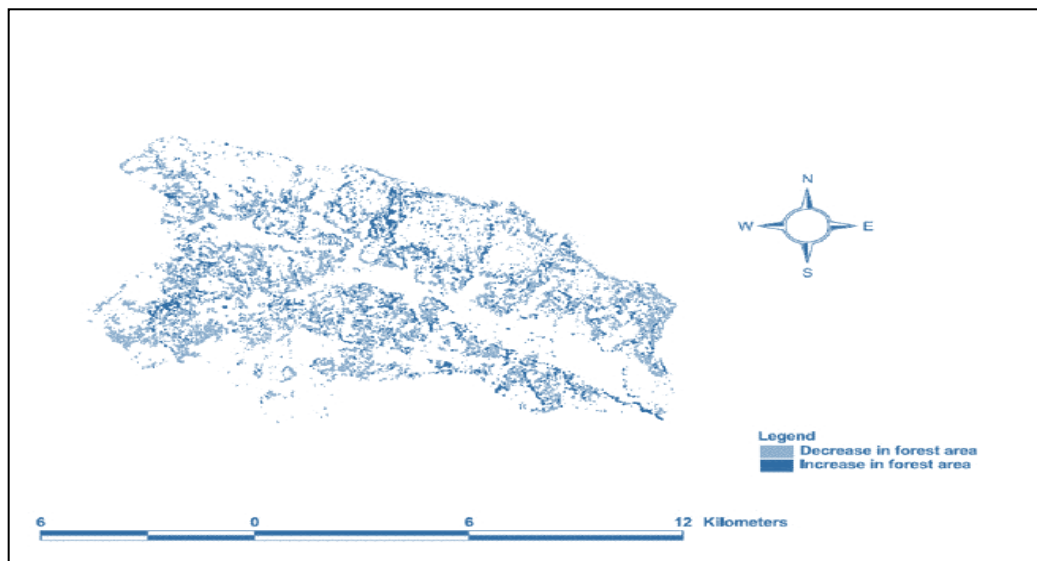 N
W E
S
Legend
Decrease in forest area
Increase in forest area
6 0 6 12 Kilometers